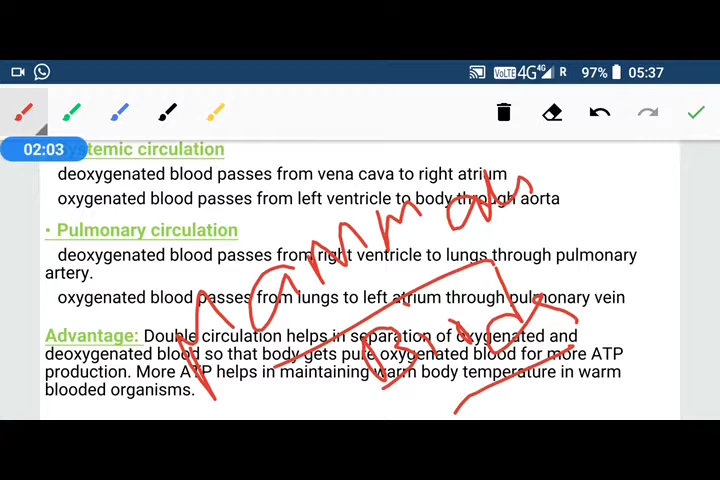 VoLTE 4G 4G R 97% 05:37
02:03
stemic circulation
deoxygenated blood passes from vena cava to right atrium
oxygenated blood passes from left ventricle to body through aorta
• Pulmonary circulation
deoxygenated blood passes from right ventricle to lungs through pulmonary
artery.
oxygenated blood passes from lungs to left atrium through pulmonary vein
Advantage: Double circulation helps in separation of oxygenated and
deoxygenated blood so that body gets pure oxygenated blood for more ATP
production. More ATP helps in maintaining warm body temperature in warm
blooded organisms.
Mammals
Birds